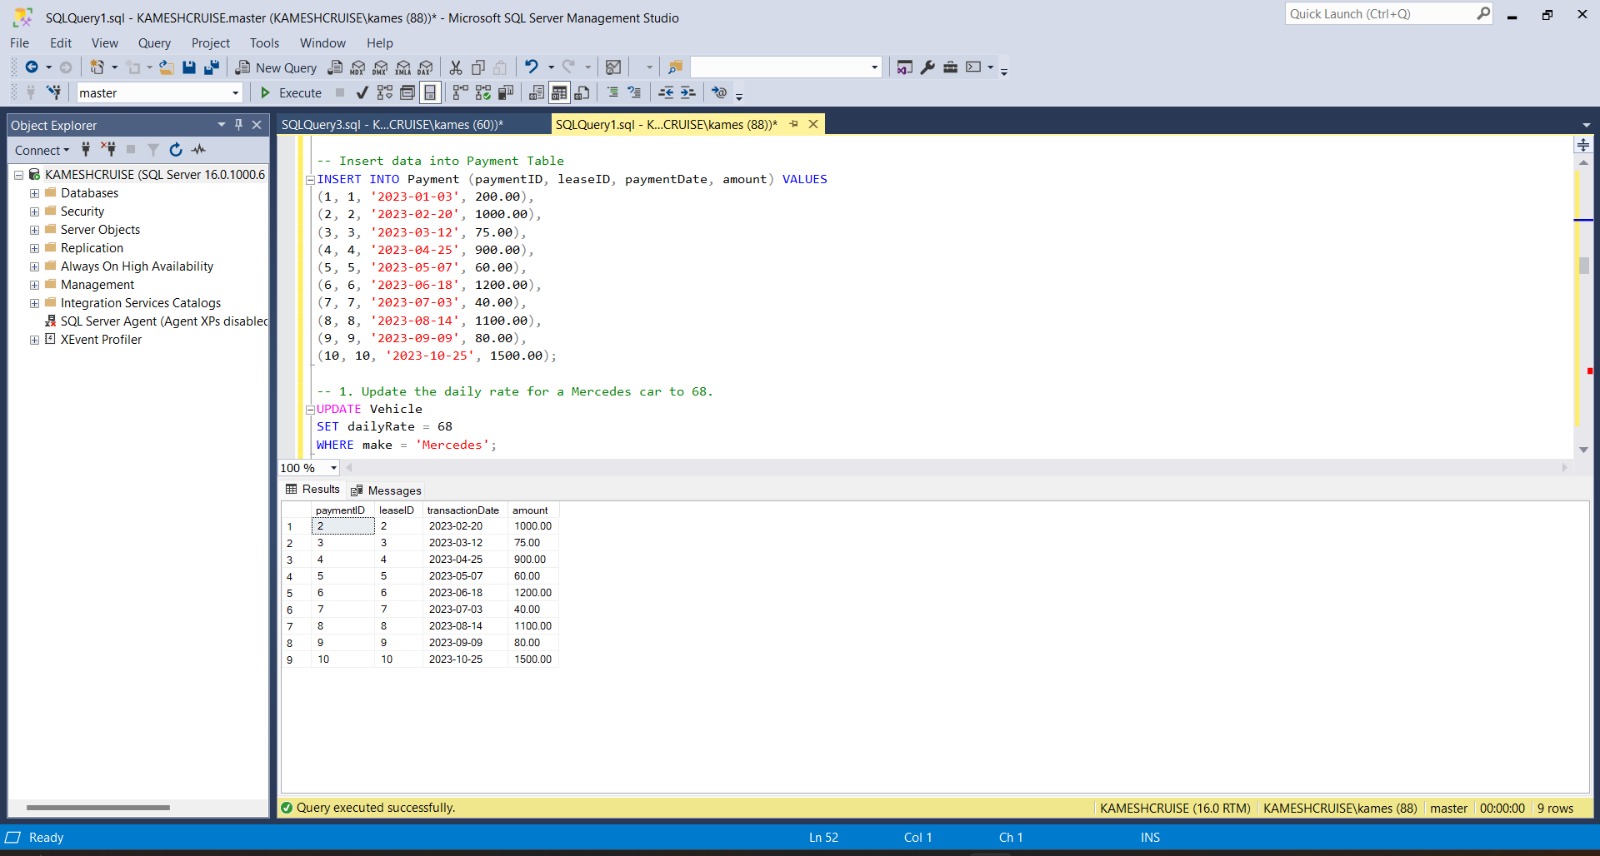 SQLQuery1.sql - KAMESHCRUISE.master (KAMESHCRUISE\kames (88))* - Microsoft SQL Server Management Studio
Quick Launch (Ctrl+Q)
File Edit View Query Project Tools Window Help
New Query
MDX DMX XMLA DAX
master
Execute
Object Explorer
SQLQuery3.sql - K...CRUISE\kames (60))*
SQLQuery1.sql - K...CRUISE\kames (88))*
Connect
KAMESHCRUISE (SQL Server 16.0.1000.6
Databases
Security
Server Objects
Replication
Always On High Availability
Management
Integration Services Catalogs
SQL Server Agent (Agent XPs disabled
XEvent Profiler
-- Insert data into Payment Table
INSERT INTO Payment (paymentID, leaseID, paymentDate, amount) VALUES
(1, 1, '2023-01-03', 200.00),
(2, 2, '2023-02-20', 1000.00),
(3, 3, '2023-03-12', 75.00),
(4, 4, '2023-04-25', 900.00),
(5, 5, '2023-05-07', 60.00),
(6, 6, '2023-06-18', 1200.00),
(7, 7, '2023-07-03', 40.00),
(8, 8, '2023-08-14', 1100.00),
(9, 9, '2023-09-09', 80.00),
(10, 10, '2023-10-25', 1500.00);
-- 1. Update the daily rate for a Mercedes car to 68.
UPDATE Vehicle
SET dailyRate = 68
WHERE make = 'Mercedes';
100 %
Results Messages
paymentID leaseID transactionDate amount
1 2 2 2023-02-20 1000.00
2 3 3 2023-03-12 75.00
3 4 4 2023-04-25 900.00
4 5 5 2023-05-07 60.00
5 6 6 2023-06-18 1200.00
6 7 7 2023-07-03 40.00
7 8 8 2023-08-14 1100.00
8 9 9 2023-09-09 80.00
9 10 10 2023-10-25 1500.00
Query executed successfully.
KAMESHCRUISE (16.0 RTM) KAMESHCRUISE\kames (88) master 00:00:00 9 rows
Ready Ln 52 Col 1 Ch 1 INS